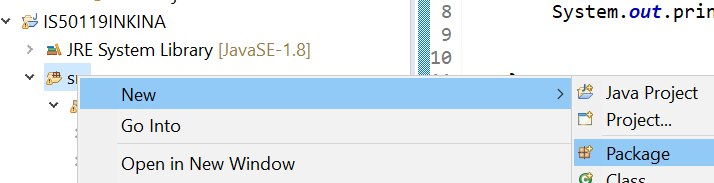 IS50119INKINA
JRE System Library [JavaSE-1.8]
New
Go Into
Open in New Window
8
System.out.prin
9
10
Java Project
Project...
Package
Class